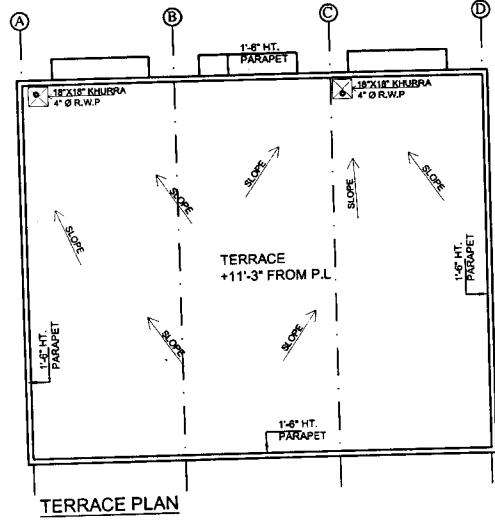 A
B
C
D
1'-6" HT.
PARAPET
18"X18" KHURRA
4" Ø R.W.P
18"X18" KHURRA
4" Ø R.W.P
SLOPE
SLOPE
SLOPE
SLOPE
SLOPE
TERRACE
+11'-3" FROM P.L
1'-6" HT.
PARAPET
1'-6" HT.
PARAPET
SLOPE
SLOPE
1'-6" HT.
PARAPET
TERRACE PLAN